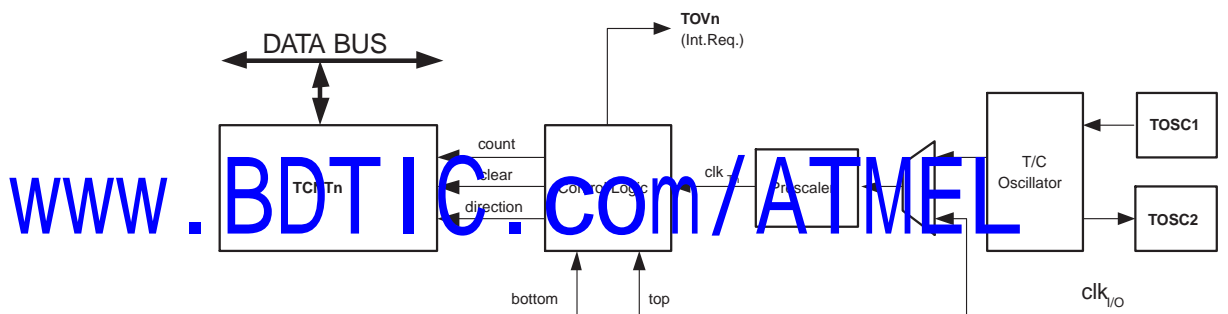 TOVn
(Int.Req.)
DATA BUS
TOSC1
count
T/C
Oscillator
TCNTn
clear
Control Logic
clk
Prescaler
www.BDTIC.com/ATMEL
direction
TOSC2
bottom
top
clkI/O